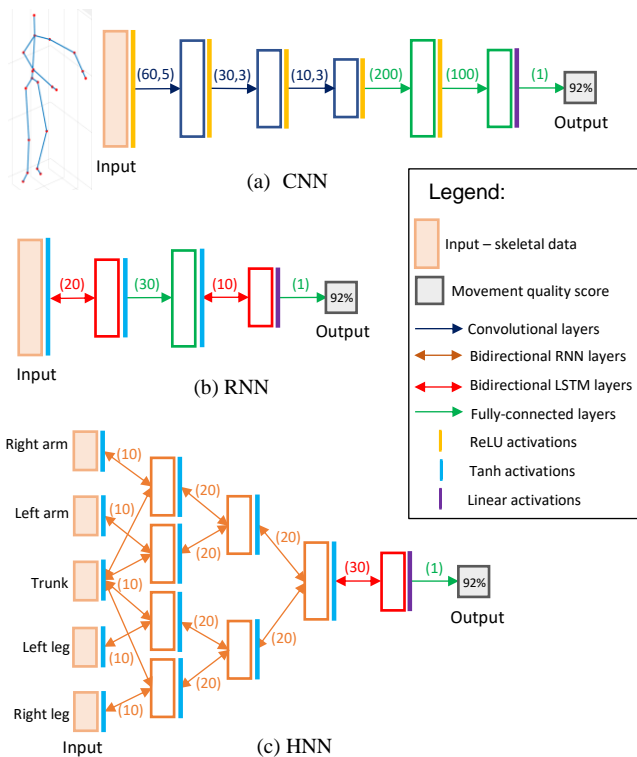 (60,5) (30,3) (10,3) (200) (100) (1)
92%
Input
Output
(a) CNN
Legend:
Input – skeletal data
Movement quality score
Convolutional layers
Bidirectional RNN layers
Bidirectional LSTM layers
Fully-connected layers
ReLU activations
Tanh activations
Linear activations
(20) (30) (10) (1)
92%
Output
Input
(b) RNN
Right arm
(10)
Left arm
(10)
(20)
(20)
(20)
Trunk
(10)
(30) (1)
92%
Output
Left leg
(10)
(20)
(20)
(20)
Right leg
(10)
Input
(c) HNN